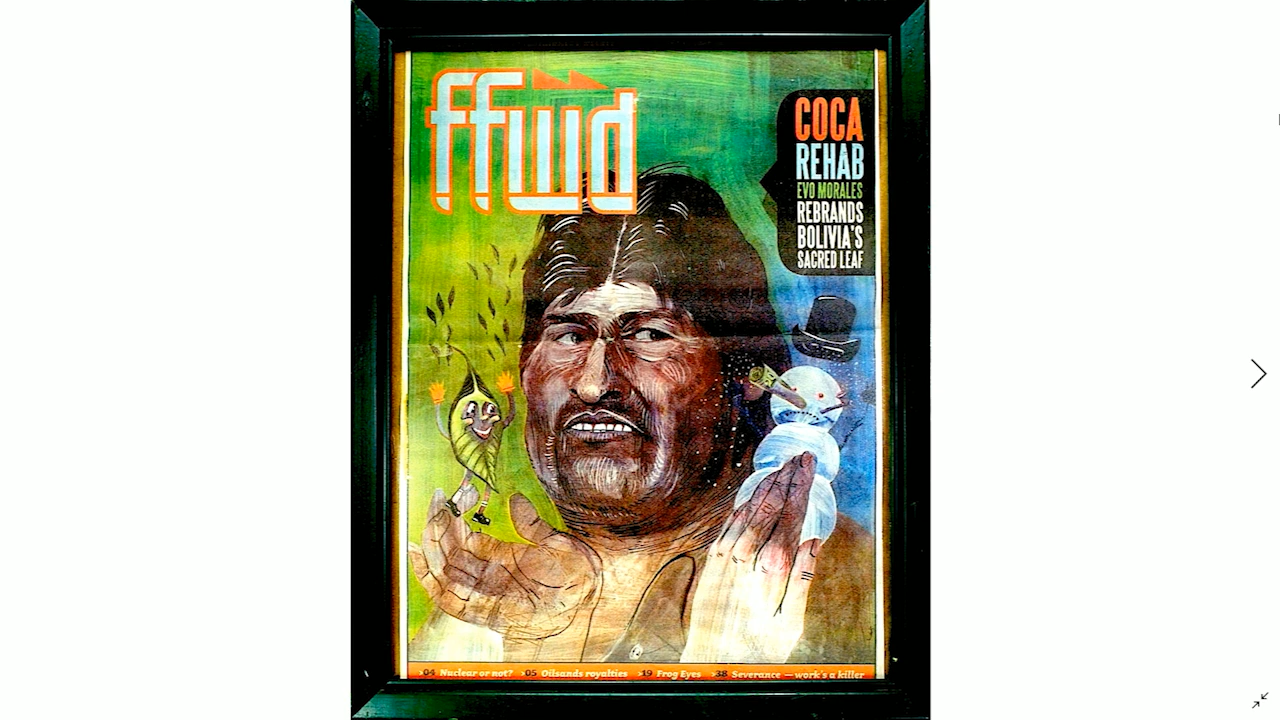 ffwd
COCA
REHAB
EVO MORALES
REBRANDS
BOLIVIA'S
SACRED LEAF
04 Nuclear or not? 05 Oilsands royalties 19 Frog Eyes 38 Severance — work's a killer